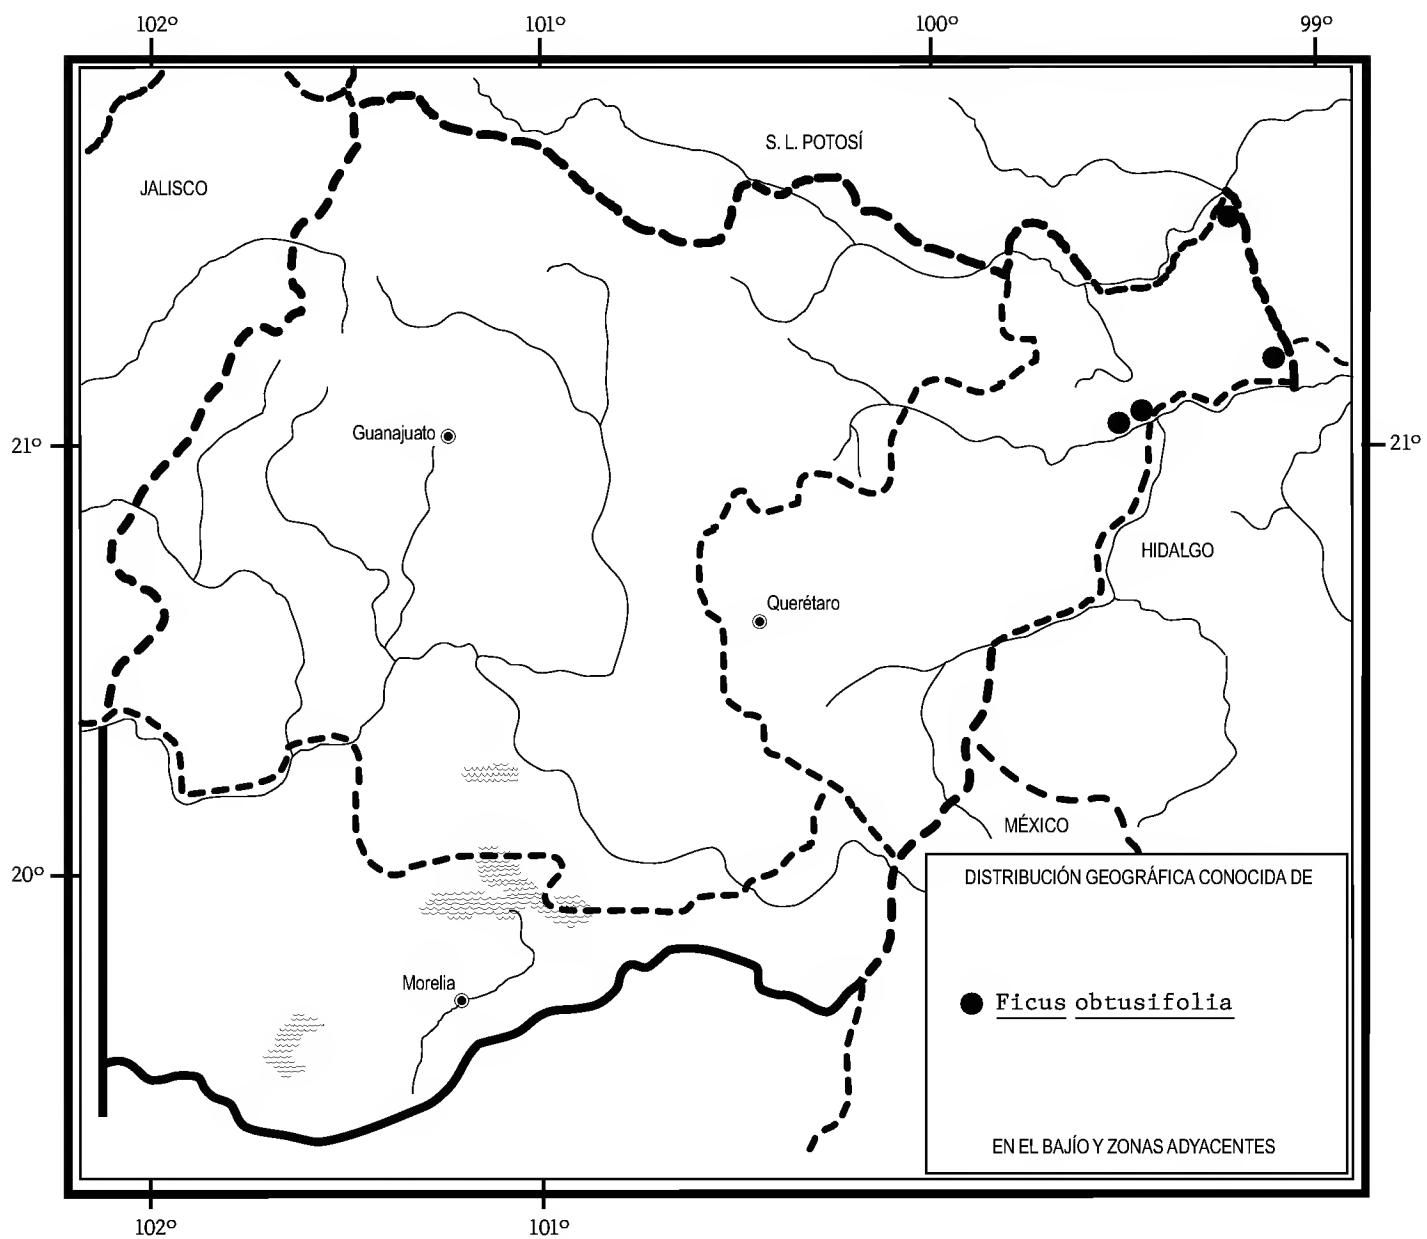 102º 101º 100º 99º
S. L. POTOSÍ
JALISCO
Guanajuato
21º 21º
HIDALGO
Querétaro
MÉXICO
20º
DISTRIBUCIÓN GEOGRÁFICA CONOCIDA DE
Morelia
Ficus obtusifolia
EN EL BAJÍO Y ZONAS ADYACENTES
102º 101º